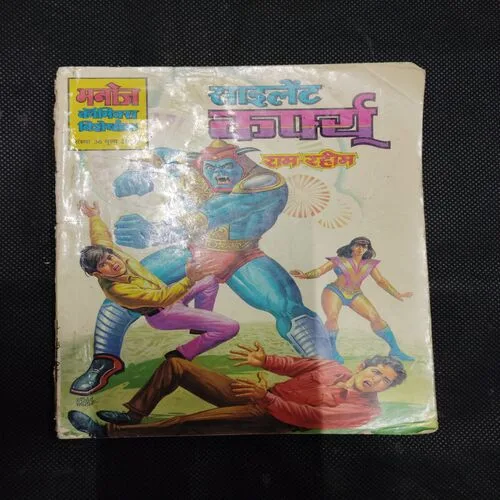 मनोज
कॉमिक्स
विशेषांक
साइलेंट
कर्फ्यू
राम रहीम